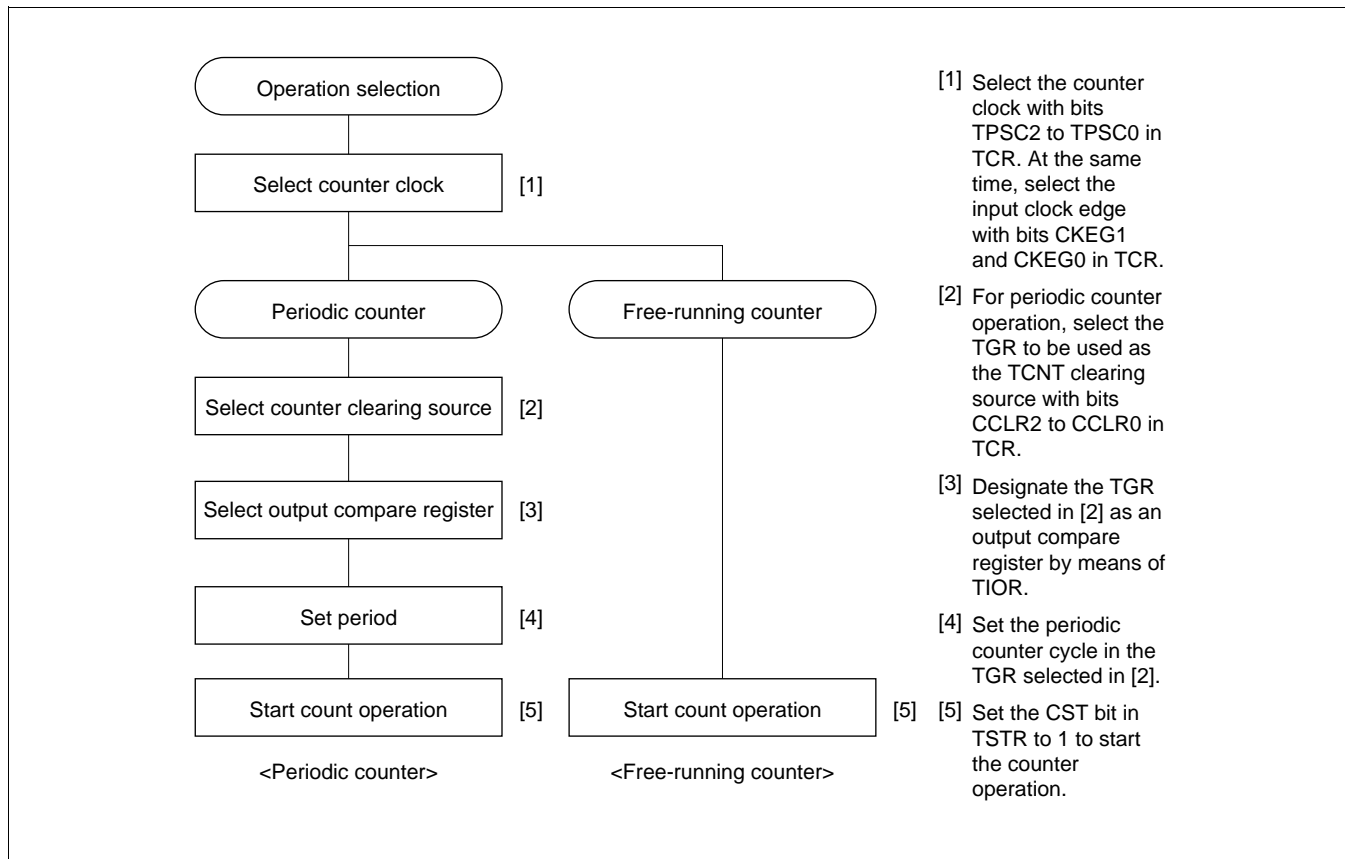 Operation selection
Select counter clock [1]
Periodic counter
Free-running counter
Select counter clearing source [2]
Select output compare register [3]
Set period [4]
Start count operation [5]
Start count operation [5]
<Periodic counter>
<Free-running counter>
[1] Select the counter
clock with bits
TPSC2 to TPSC0 in
TCR. At the same
time, select the
input clock edge
with bits CKEG1
and CKEG0 in TCR.
[2] For periodic counter
operation, select the
TGR to be used as
the TCNT clearing
source with bits
CCLR2 to CCLR0 in
TCR.
[3] Designate the TGR
selected in [2] as an
output compare
register by means of
TIOR.
[4] Set the periodic
counter cycle in the
TGR selected in [2].
[5] Set the CST bit in
TSTR to 1 to start
the counter
operation.